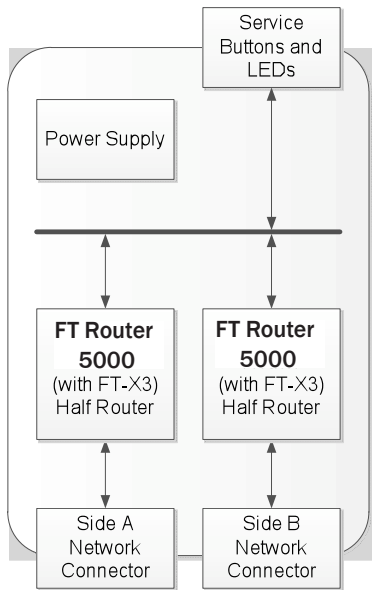 Service
Buttons and
LEDs
Power Supply
FT Router
5000
(with FT-X3)
Half Router
FT Router
5000
(with FT-X3)
Half Router
Side A
Network
Connector
Side B
Network
Connector